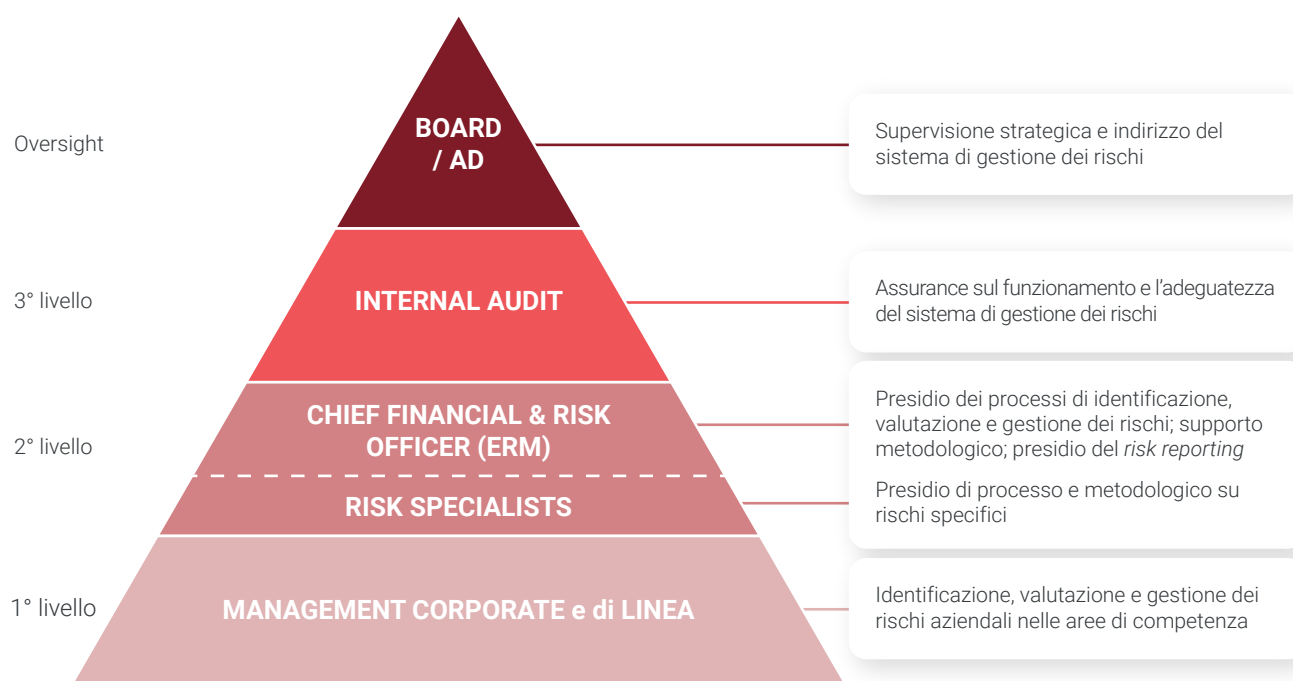 Oversight
BOARD
/ AD
Supervisione strategica e indirizzo del
sistema di gestione dei rischi
3° livello
INTERNAL AUDIT
Assurance sul funzionamento e l’adeguatezza
del sistema di gestione dei rischi
2° livello
CHIEF FINANCIAL & RISK
OFFICER (ERM)
Presidio dei processi di identificazione,
valutazione e gestione dei rischi; supporto
metodologico; presidio del risk reporting
RISK SPECIALISTS
Presidio di processo e metodologico su
rischi specifici
1° livello
MANAGEMENT CORPORATE e di LINEA
Identificazione, valutazione e gestione dei
rischi aziendali nelle aree di competenza